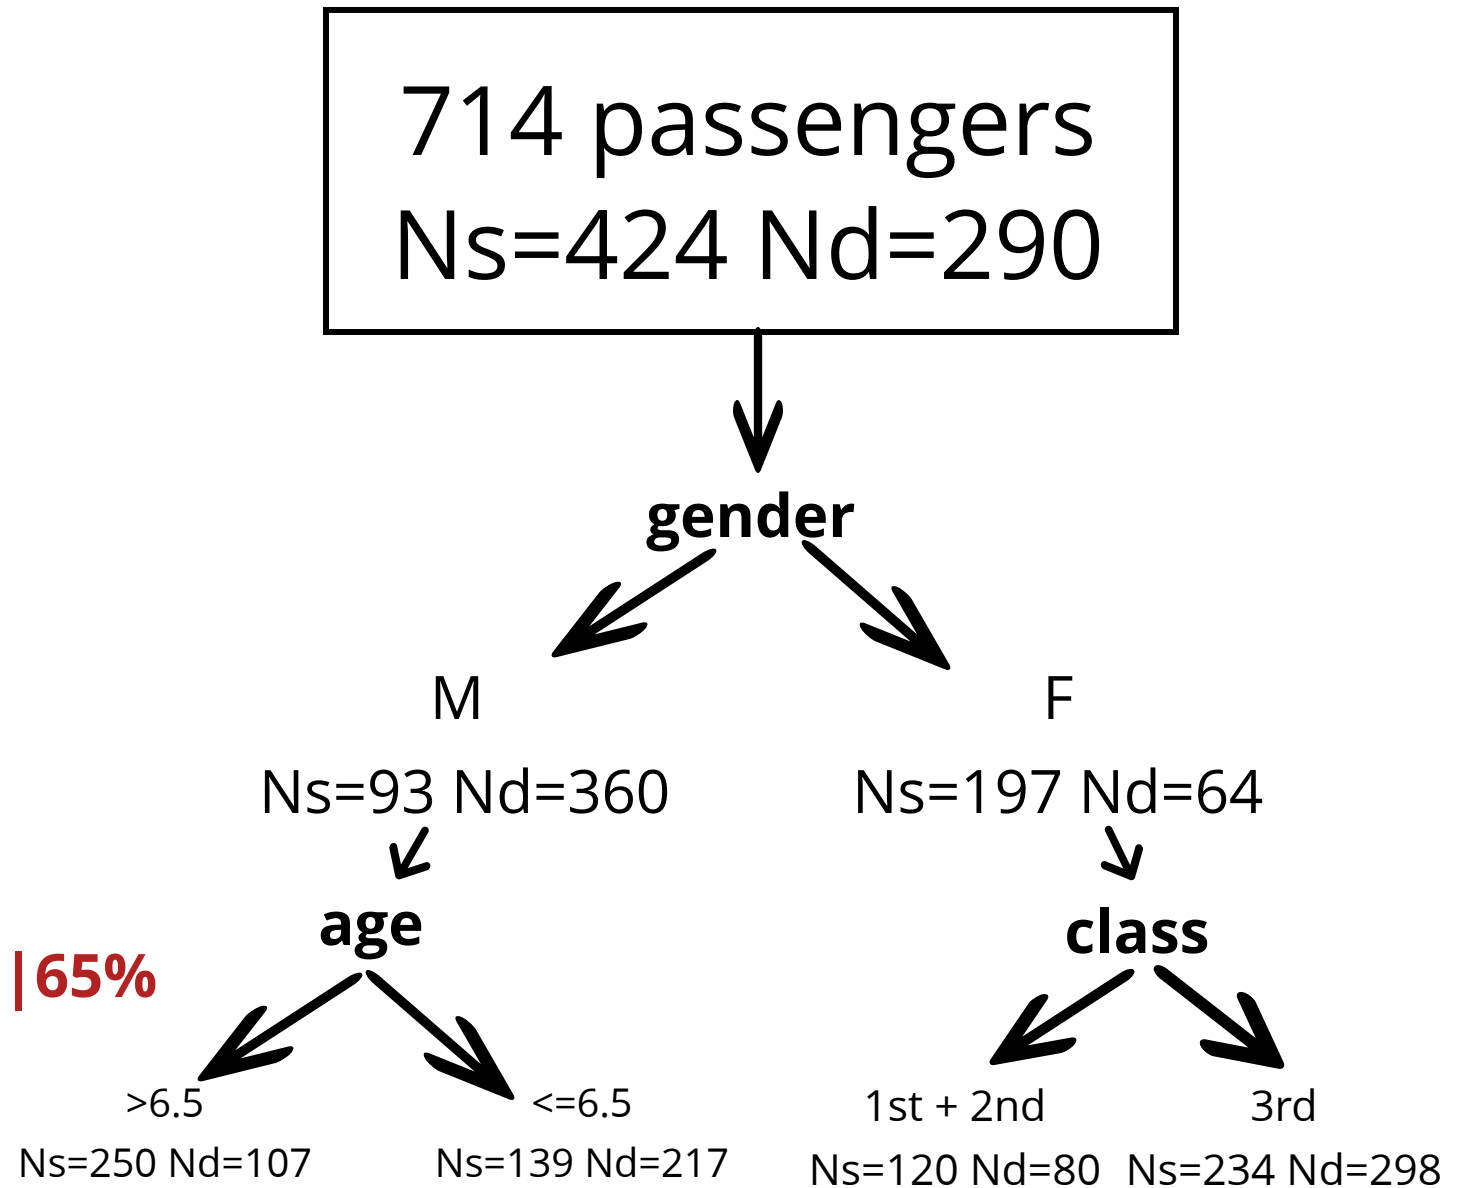 714 passengers
Ns=424 Nd=290
gender
M
F
Ns=93 Nd=360
Ns=197 Nd=64
age
class
|65%
>6.5
<=6.5
1st + 2nd
3rd
Ns=250 Nd=107
Ns=139 Nd=217
Ns=120 Nd=80
Ns=234 Nd=298